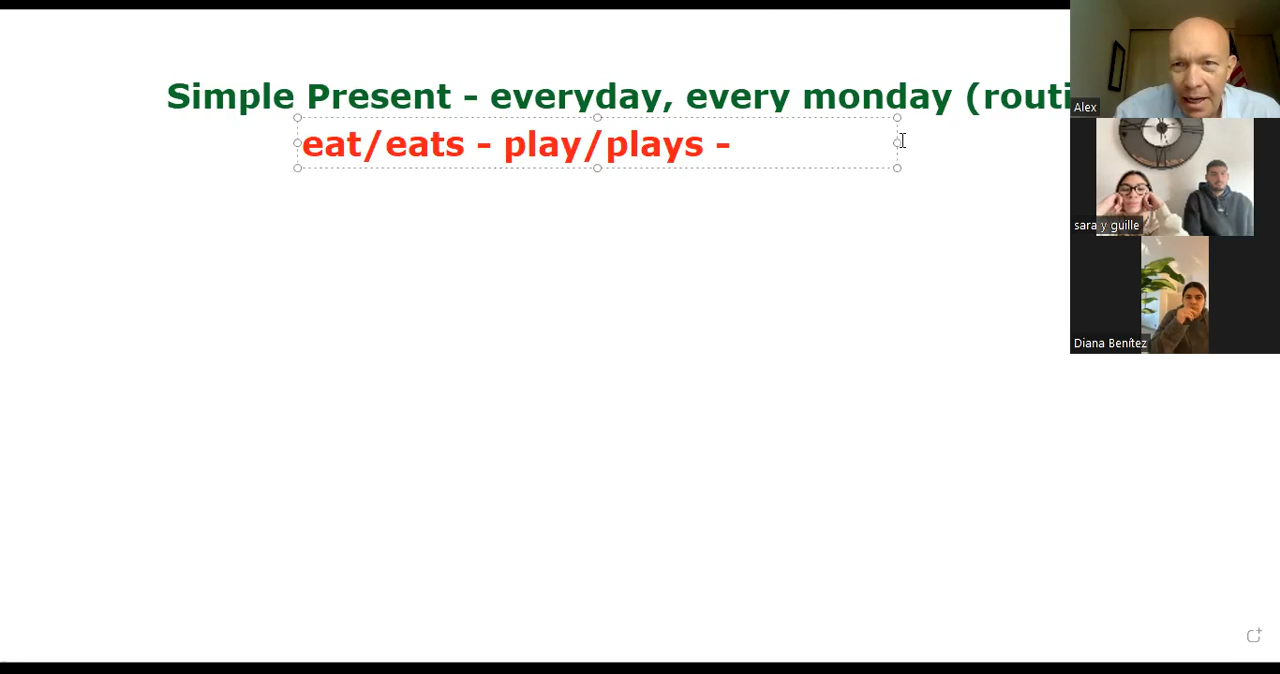 Simple Present - everyday, every monday (routi
eat/eats - play/plays -
Alex
sara y guille
Diana Benítez